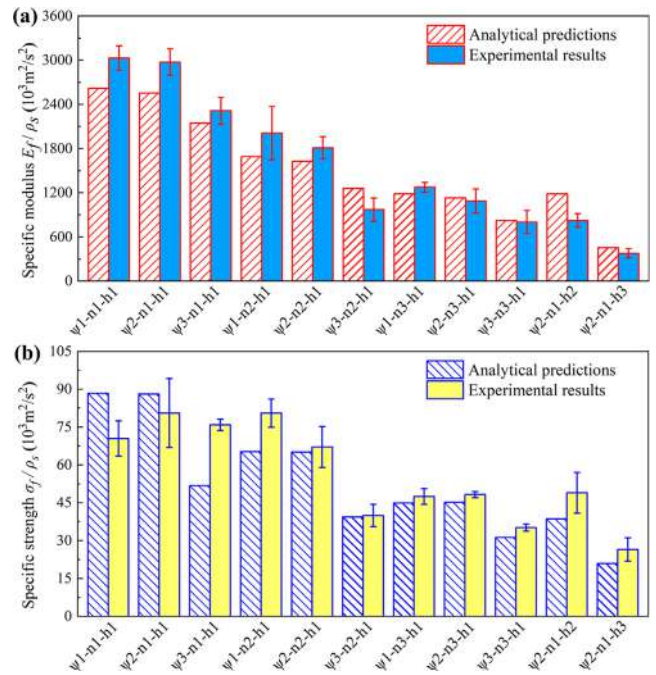 (a)
Analytical predictions
Experimental results
Specific modulus E_f/ρ_s (10³m²/s²)
3600
3000
2400
1800
1200
600
0
ψ1-n1-h1
ψ2-n1-h1
ψ3-n1-h1
ψ1-n2-h1
ψ2-n2-h1
ψ3-n2-h1
ψ1-n3-h1
ψ2-n3-h1
ψ3-n3-h1
ψ2-n1-h2
ψ2-n1-h3
(b)
Analytical predictions
Experimental results
Specific strength σ_f/ρ_s (10³m²/s²)
105
90
75
60
45
30
15
0
ψ1-n1-h1
ψ2-n1-h1
ψ3-n1-h1
ψ1-n2-h1
ψ2-n2-h1
ψ3-n2-h1
ψ1-n3-h1
ψ2-n3-h1
ψ3-n3-h1
ψ2-n1-h2
ψ2-n1-h3